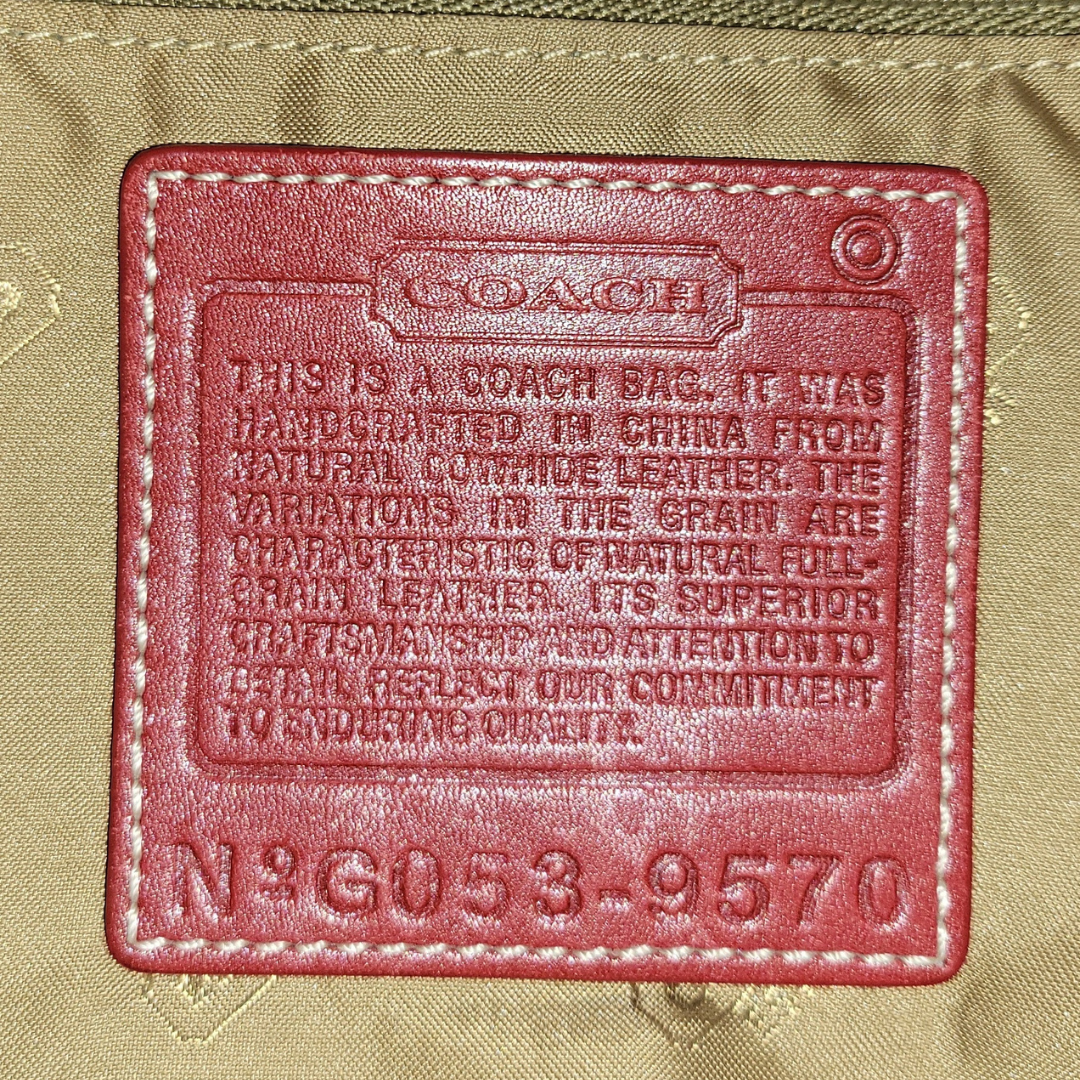 COACH
THIS IS A COACH BAG. IT WAS
HANDCRAFTED IN CHINA FROM
NATURAL COWHIDE LEATHER. THE
VARIATIONS IN THE GRAIN ARE
CHARACTERISTIC OF NATURAL FULL-
GRAIN LEATHER. ITS SUPERIOR
CRAFTSMANSHIP AND ATTENTION TO
DETAIL REFLECT OUR COMMITMENT
TO ENDURING QUALITY.
Nº G053-9570